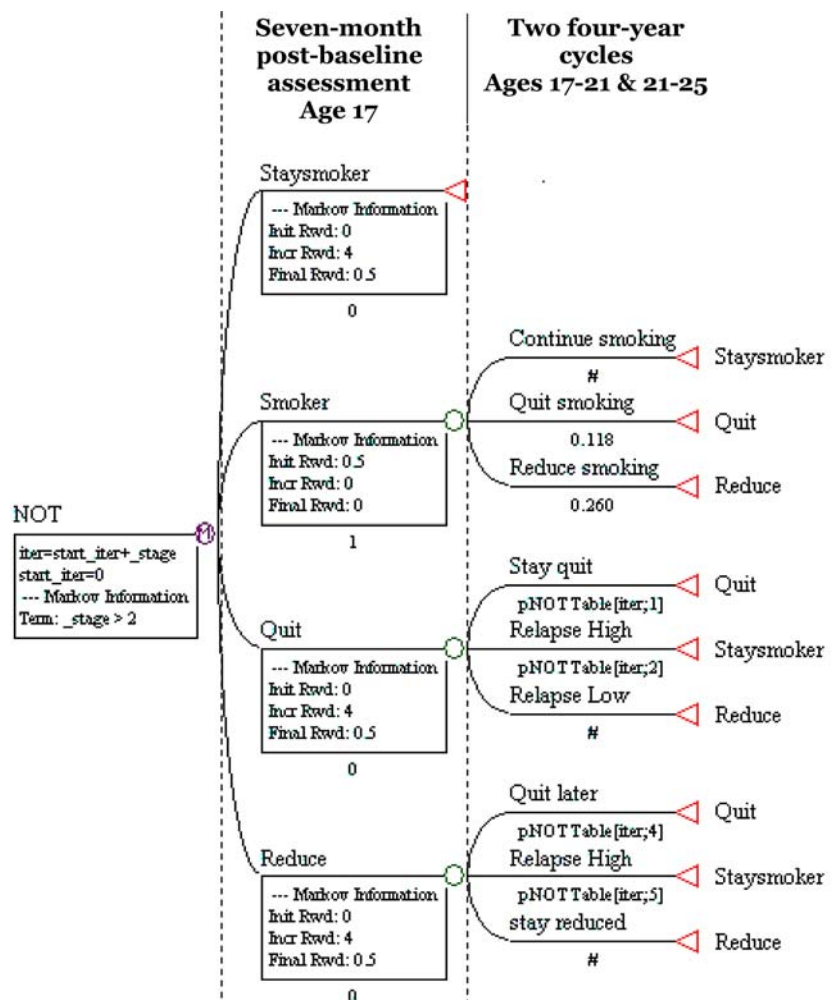 Seven-month
post-baseline
assessment
Age 17
Two four-year
cycles
Ages 17-21 & 21-25
Staysmoker
--- Markov Information
Init Rwd: 0
Incr Rwd: 4
Final Rwd: 0.5
0
Continue smoking
#
Staysmoker
Smoker
--- Markov Information
Init Rwd: 0.5
Incr Rwd: 0
Final Rwd: 0
1
Quit smoking
0.118
Quit
Reduce smoking
0.260
Reduce
NOT
M
iter=start_iter+_stage
start_iter=0
--- Markov Information
Term: _stage > 2
Stay quit
pNOTTable[iter;1]
Quit
Quit
--- Markov Information
Init Rwd: 0
Incr Rwd: 4
Final Rwd: 0.5
0
Relapse High
pNOTTable[iter;2]
Staysmoker
Relapse Low
#
Reduce
Quit later
pNOTTable[iter;4]
Quit
Reduce
--- Markov Information
Init Rwd: 0
Incr Rwd: 4
Final Rwd: 0.5
0
Relapse High
pNOTTable[iter;5]
Staysmoker
stay reduced
#
Reduce